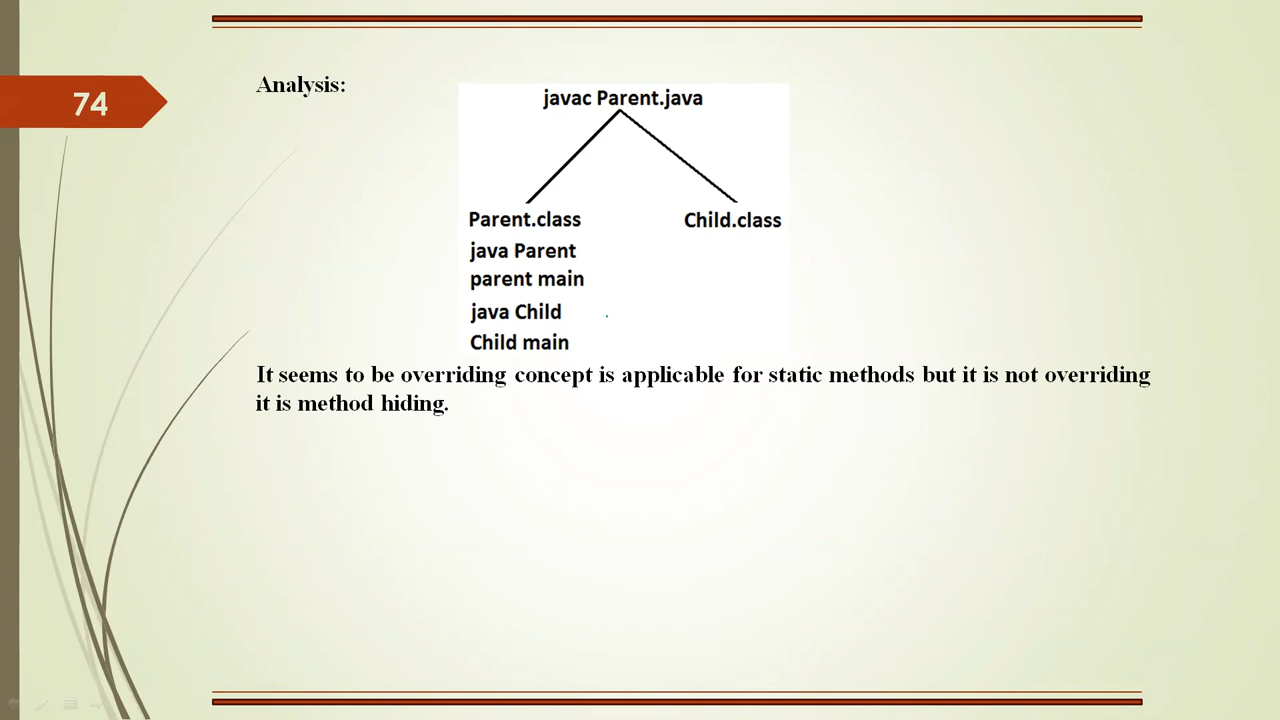 74
Analysis:
javac Parent.java
Parent.class Child.class
java Parent
parent main
java Child
Child main
It seems to be overriding concept is applicable for static methods but it is not overriding
it is method hiding.